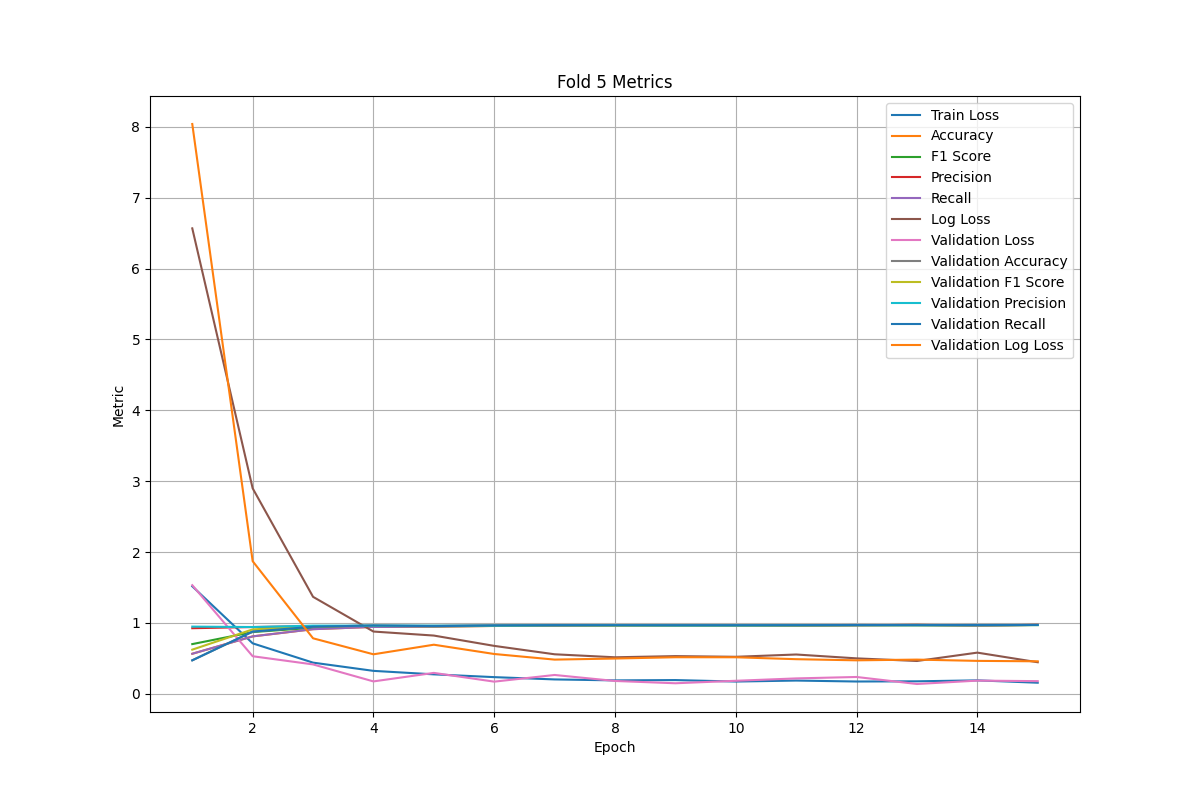 Fold 5 Metrics
Train Loss
Accuracy
F1 Score
Precision
Recall
Log Loss
Validation Loss
Validation Accuracy
Validation F1 Score
Validation Precision
Validation Recall
Validation Log Loss
8
7
6
5
4
3
2
1
0
Metric
2 4 6 8 10 12 14
Epoch